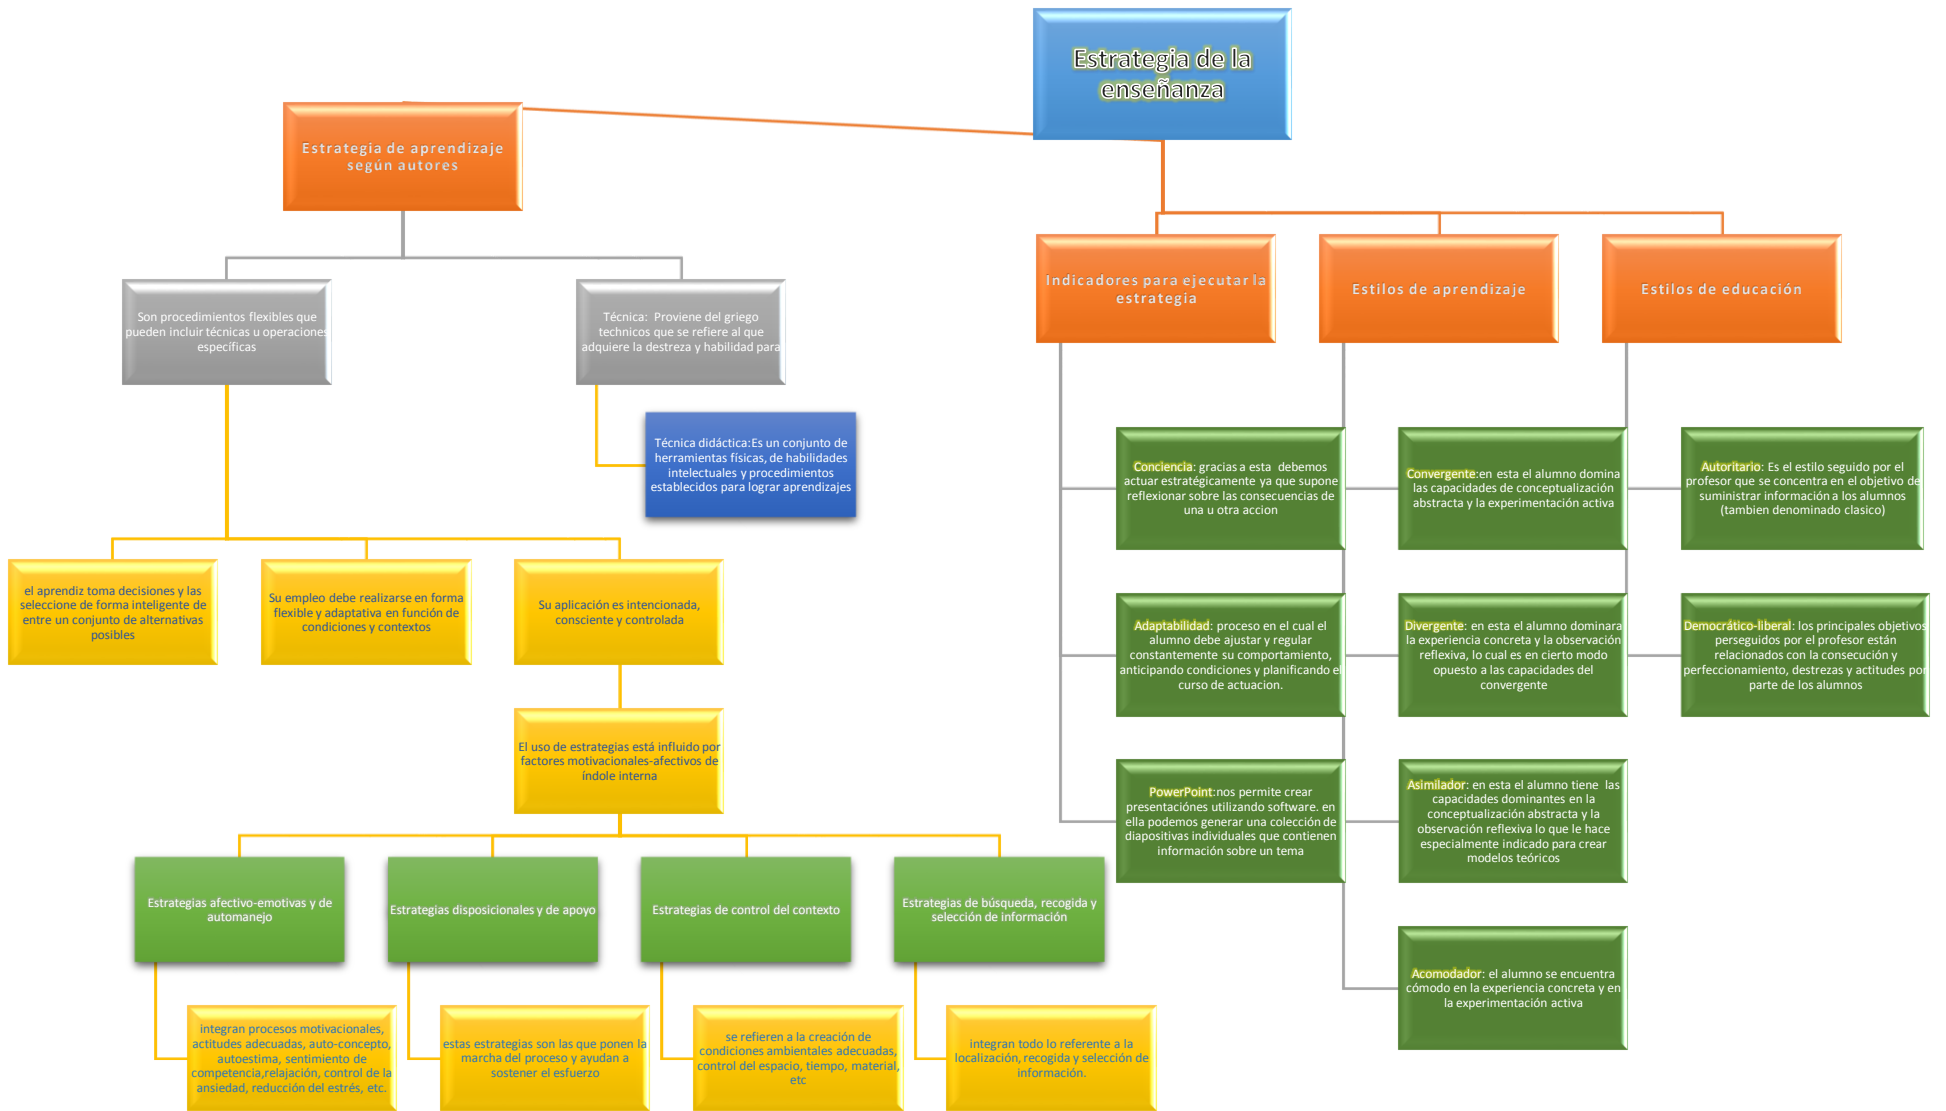 Estrategia de la
enseñanza
Estrategia de aprendizaje
según autores
Son procedimientos flexibles que
pueden incluir técnicas u operaciones
específicas
Técnica:  Proviene del griego
technicos que se refiere al que
adquiere la destreza y habilidad para
Técnica didáctica:Es un conjunto de
herramientas físicas, de habilidades
intelectuales y procedimientos
establecidos para lograr aprendizajes
el aprendiz toma decisiones y las
seleccione de forma inteligente de
entre un conjunto de alternativas
posibles
Su empleo debe realizarse en forma
flexible y adaptativa en función de
condiciones y contextos
Su aplicación es intencionada,
consciente y controlada
El uso de estrategias está influido por
factores motivacionales-afectivos de
índole interna
Estrategias afectivo-emotivas y de
automanejo
Estrategias disposicionales y de apoyo
Estrategias de control del contexto
Estrategias de búsqueda, recogida y
selección de información
integran procesos motivacionales,
actitudes adecuadas, auto-concepto,
autoestima, sentimiento de
competencia,relajación, control de la
ansiedad, reducción del estrés, etc.
estas estrategias son las que ponen la
marcha del proceso y ayudan a
sostener el esfuerzo
se refieren a la creación de
condiciones ambientales adecuadas,
control del espacio, tiempo, material,
etc
integran todo lo referente a la
localización, recogida y selección de
información.
Indicadores para ejecutar la
estrategia
Conciencia: gracias a esta  debemos
actuar estratégicamente ya que supone
reflexionar sobre las consecuencias de
una u otra accion
Adaptabilidad: proceso en el cual el
alumno debe ajustar y regular
constantemente su comportamiento,
anticipando condiciones y planificando el
curso de actuacion.
PowerPoint:nos permite crear
presentaciónes utilizando software. en
ella podemos generar una colección de
diapositivas individuales que contienen
información sobre un tema
Estilos de aprendizaje
Convergente:en esta el alumno domina
las capacidades de conceptualización
abstracta y la experimentación activa
Divergente: en esta el alumno dominara
la experiencia concreta y la observación
reflexiva, lo cual es en cierto modo
opuesto a las capacidades del
convergente
Asimilador: en esta el alumno tiene  las
capacidades dominantes en la
conceptualización abstracta y la
observación reflexiva lo que le hace
especialmente indicado para crear
modelos teóricos
Acomodador: el alumno se encuentra
cómodo en la experiencia concreta y en
la experimentación activa
Estilos de educación
Autoritario: Es el estilo seguido por el
profesor que se concentra en el objetivo de
suministrar información a los alumnos
(tambien denominado clasico)
Democrático-liberal: los principales objetivos
perseguidos por el profesor están
relacionados con la consecución y
perfeccionamiento, destrezas y actitudes por
parte de los alumnos